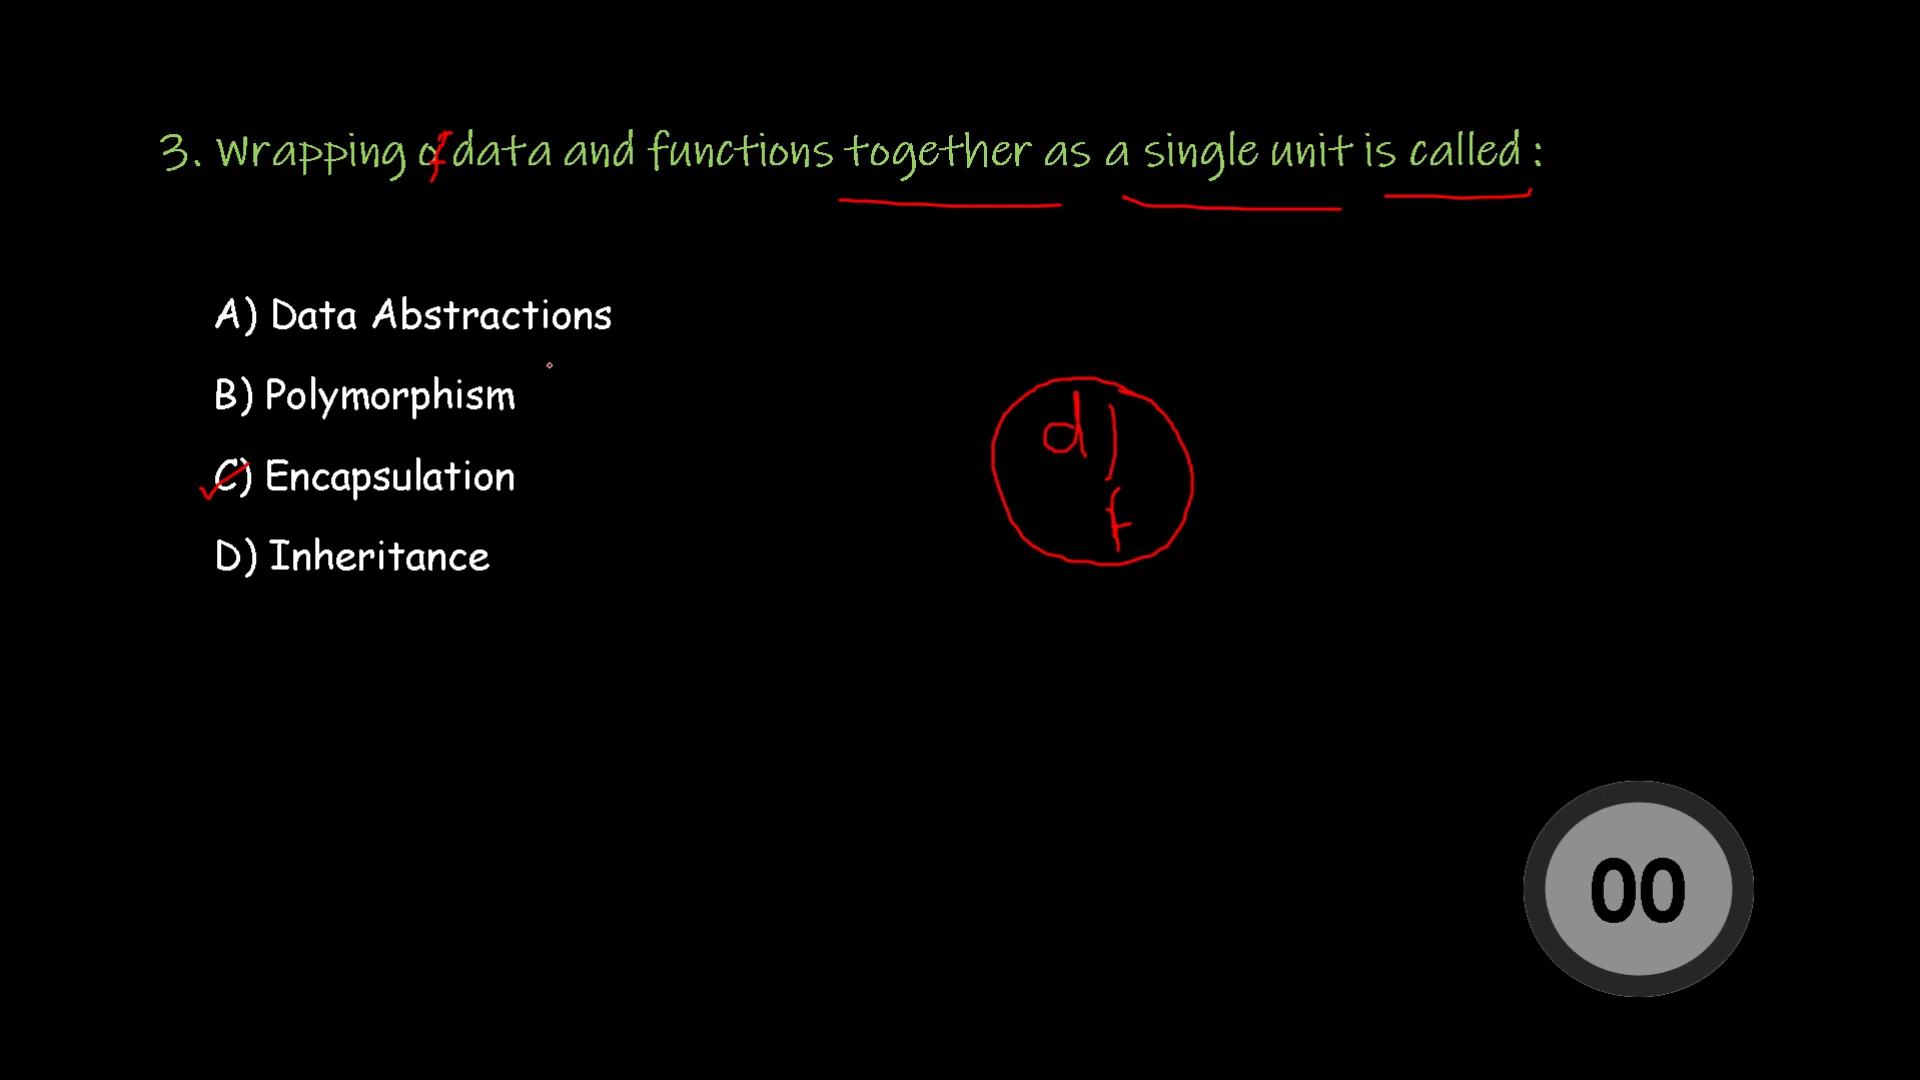 3. Wrapping of data and functions together as a single unit is called :
A) Data Abstractions
B) Polymorphism
C) Encapsulation
D) Inheritance
d)
f
00